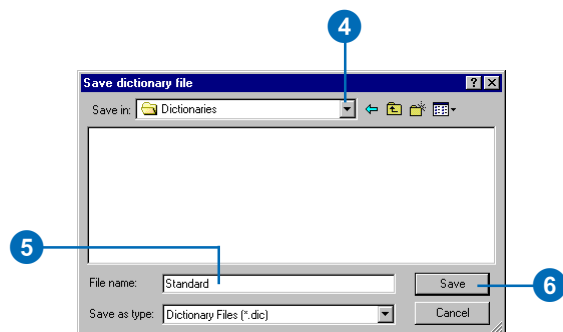 4
Save dictionary file
Save in: Dictionaries
5
File name: Standard Save
6
Save as type: Dictionary Files (*.dic) Cancel